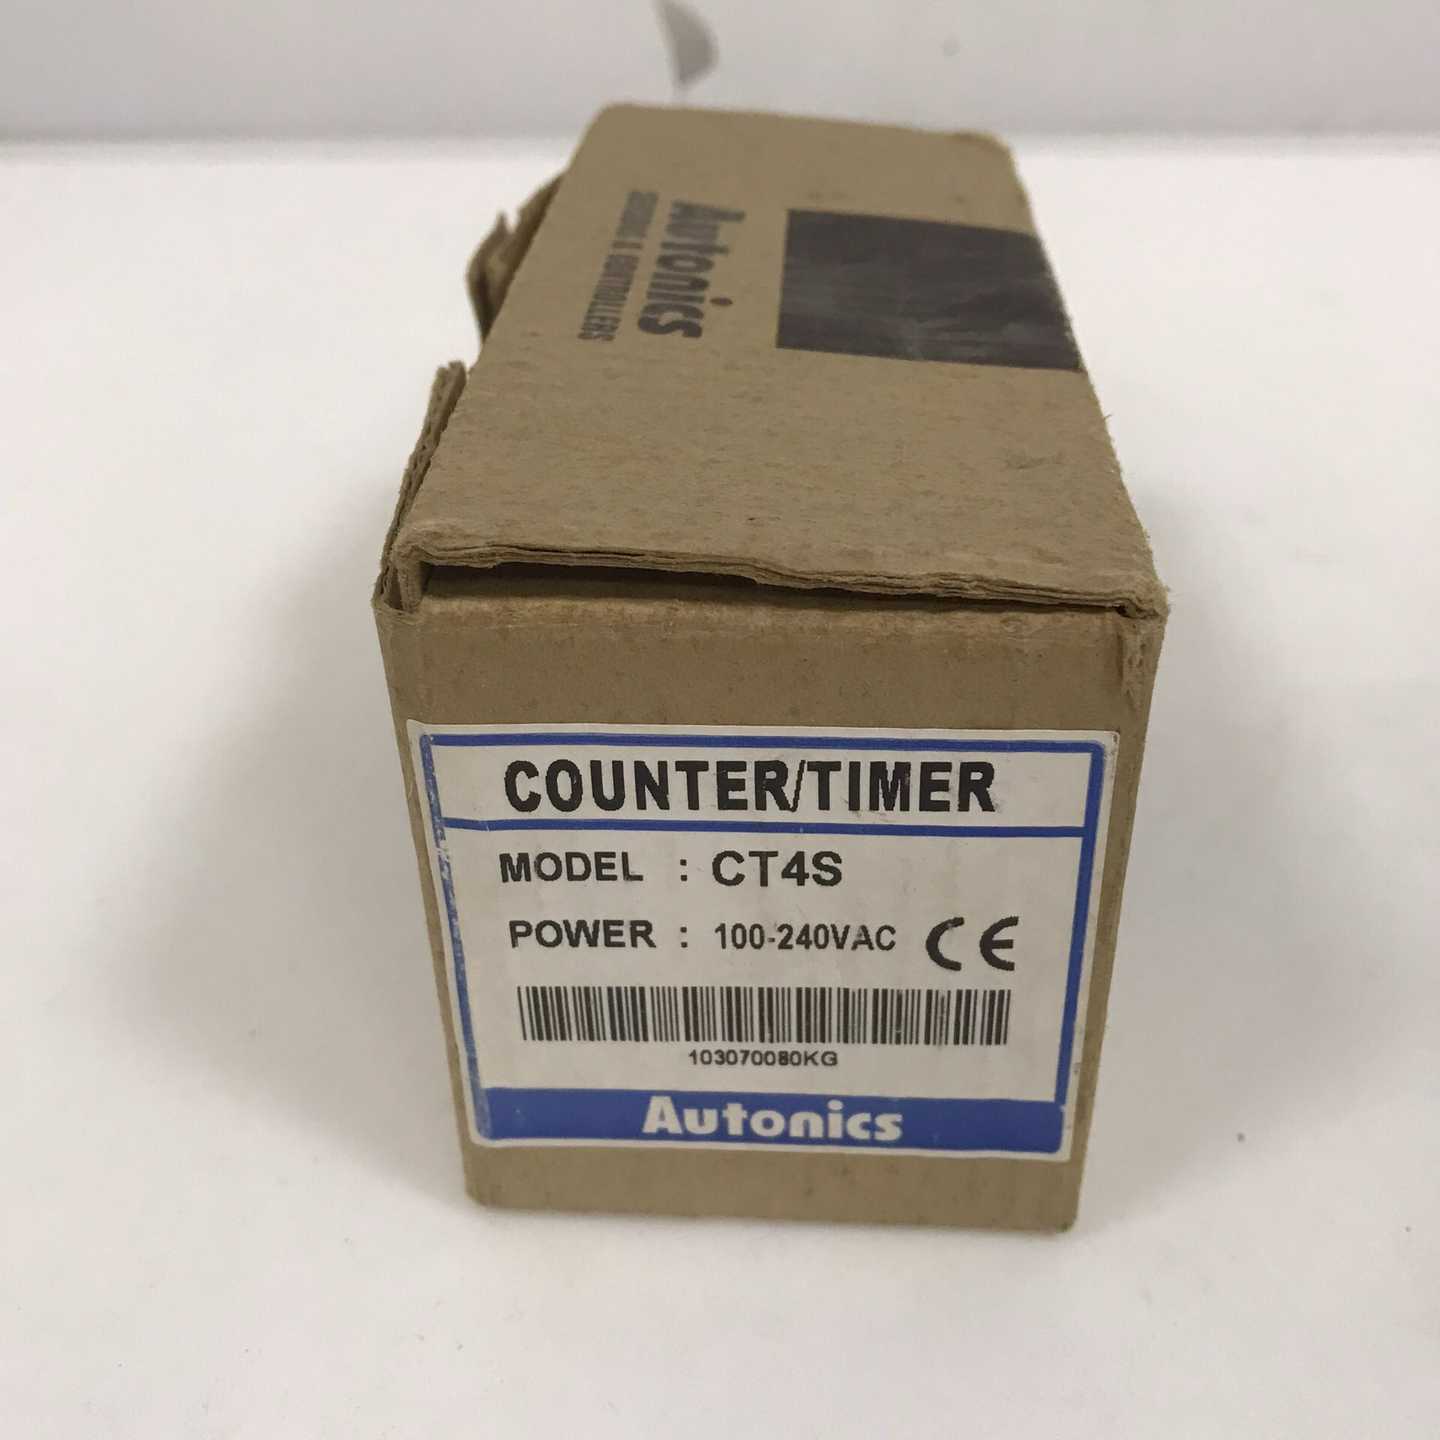 Autonics
SENSORS & CONTROLLERS
COUNTER/TIMER
MODEL : CT4S
POWER : 100-240VAC CE
103070080KG
Autonics